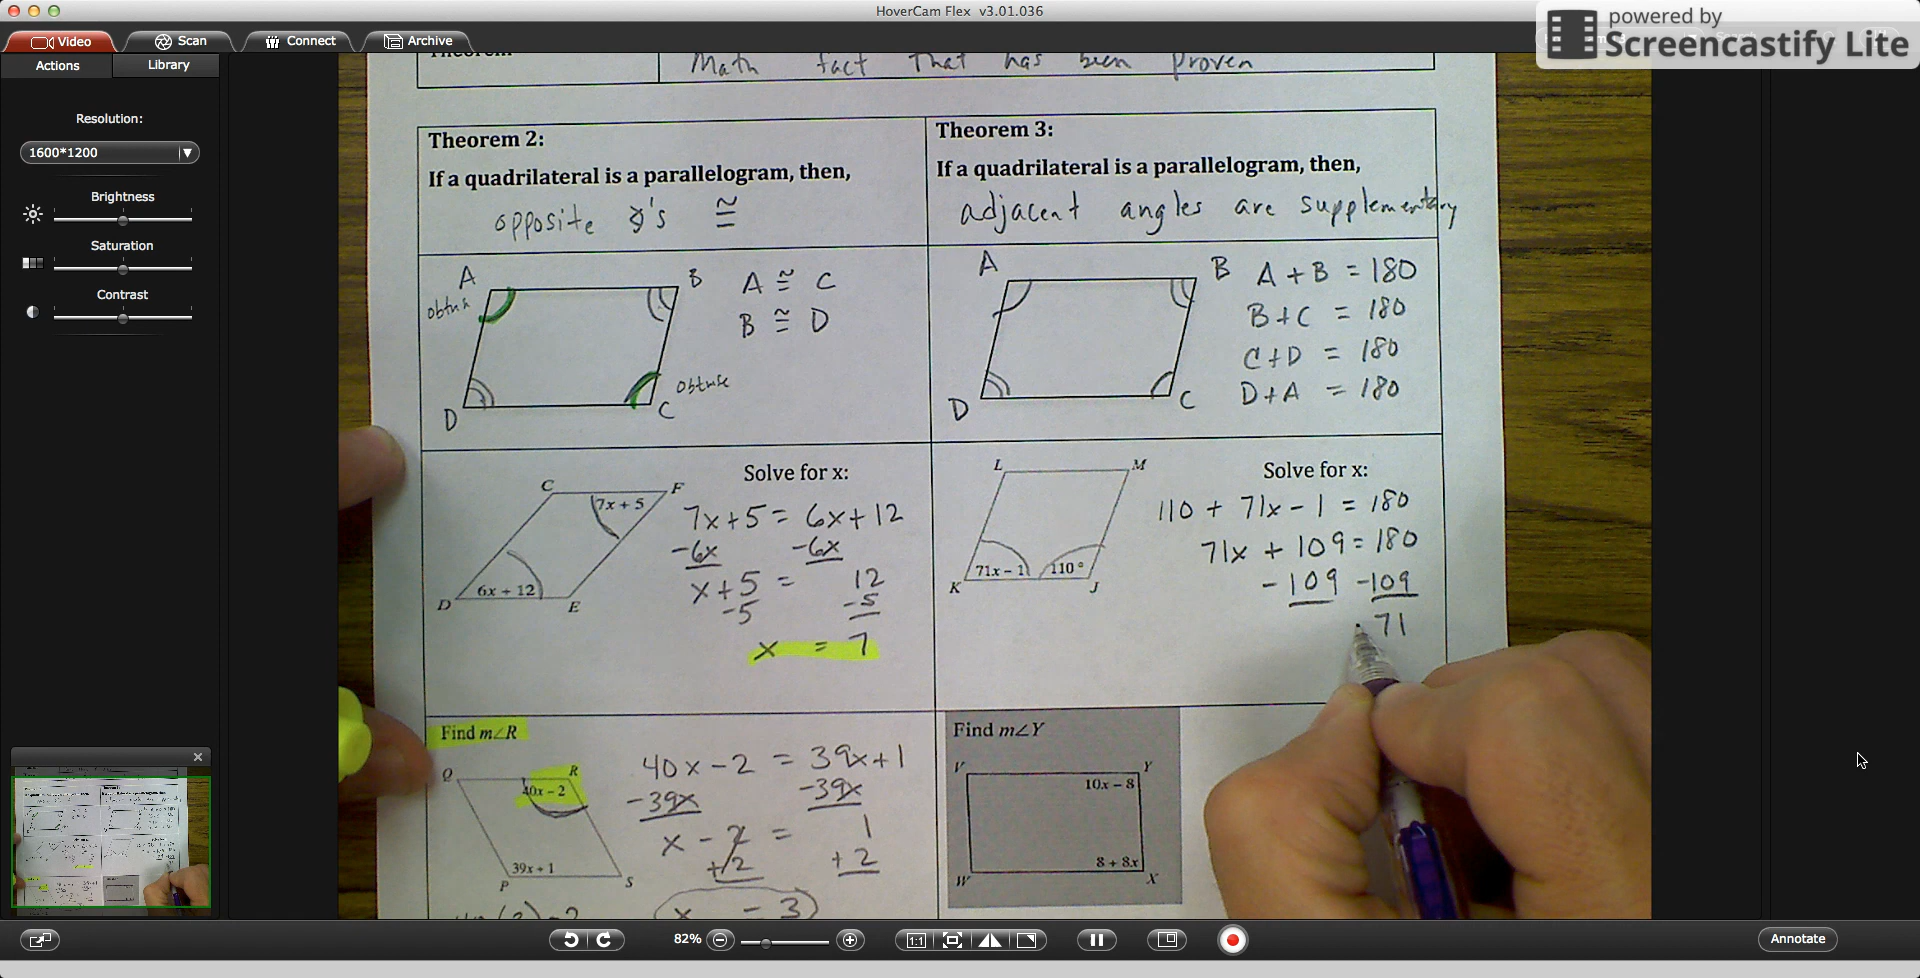 HoverCam Flex v3.01.036
powered by
Screencastify Lite
Video
Scan
Connect
Archive
Actions
Library
Resolution:
1600*1200
Brightness
Saturation
Contrast
Theorem
Math fact that has been proven
Theorem 2:
If a quadrilateral is a parallelogram, then,
opposite ∠'s ≅
A
B
obtuse
D
C
A ≅ C
B ≅ D
Theorem 3:
If a quadrilateral is a parallelogram, then,
adjacent angles are supplementary
A
B
D
C
A + B = 180
B + C = 180
C + D = 180
D + A = 180
Solve for x:
C
F
7x + 5
6x + 12
D
E
7x + 5 = 6x + 12
-6x -6x
x + 5 = 12
-5 -5
x = 7
Solve for x:
L
M
71x - 1
110°
K
J
110 + 71x - 1 = 180
71x + 109 = 180
- 109 -109
71
Find m∠R
Q
R
40x - 2
39x + 1
P
S
40x - 2 = 39x + 1
-39x -39x
x - 2 = 1
+2 +2
x = 3
Find m∠Y
V
Y
10x - 8
8 + 8x
W
X
82%
1:1
Annotate